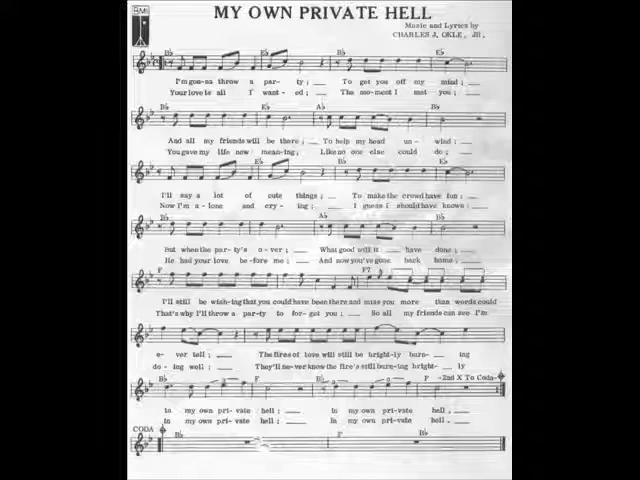 RMI
MY OWN PRIVATE HELL
Music and Lyrics by
CHARLES J. OKLE, JR.
B♭ E♭ B♭ E♭
I'm gonna throw a par-ty; To get you off my mind;
Your love is all I want-ed; The moment I met you;
B♭ E♭ A♭ B♭
And all my friends will be there; To help my head un-wind;
You gave my life new meaning; Like no one else could do;
B♭ E♭ B♭ E♭
I'll say a lot of cute things; To make the crowd have fun;
Now I'm a-lone and cry-ing; I guess I should have known;
B♭ A♭ B♭
But when the par-ty's o-ver; What good will it have done;
He had your love be-fore me; And now you've gone back home;
F F7
I'll still be wish-ing that you could have been there and miss you more than words could
That's why I'll throw a par-ty to for-get you; So all my friends can see I'm
e-ver tell; The fires of love will still be bright-ly burn-ing
do-ing well; They'll ne-ver know the fire's still burn-ing bright-ly
B♭ E♭ B♭ E♭ B♭ F 2nd X To Coda
In my own pri-vate hell; In my own pri-vate hell,
In my own pri-vate hell; In my own pri-vate hell,
CODA B♭ F B♭